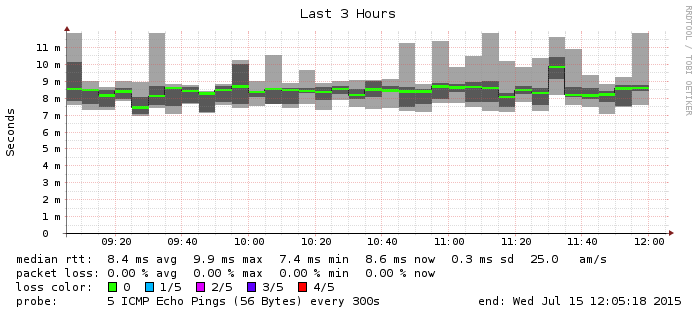 Last 3 Hours
RRDTOOL / TOBI OETIKER
Seconds
11 m
10 m
9 m
8 m
7 m
6 m
5 m
4 m
3 m
2 m
1 m
0
09:20 09:40 10:00 10:20 10:40 11:00 11:20 11:40 12:00
median rtt: 8.4 ms avg 9.9 ms max 7.4 ms min 8.6 ms now 0.3 ms sd 25.0 am/s
packet loss: 0.00 % avg 0.00 % max 0.00 % min 0.00 % now
loss color: 0 1/5 2/5 3/5 4/5
probe: 5 ICMP Echo Pings (56 Bytes) every 300s end: Wed Jul 15 12:05:18 2015